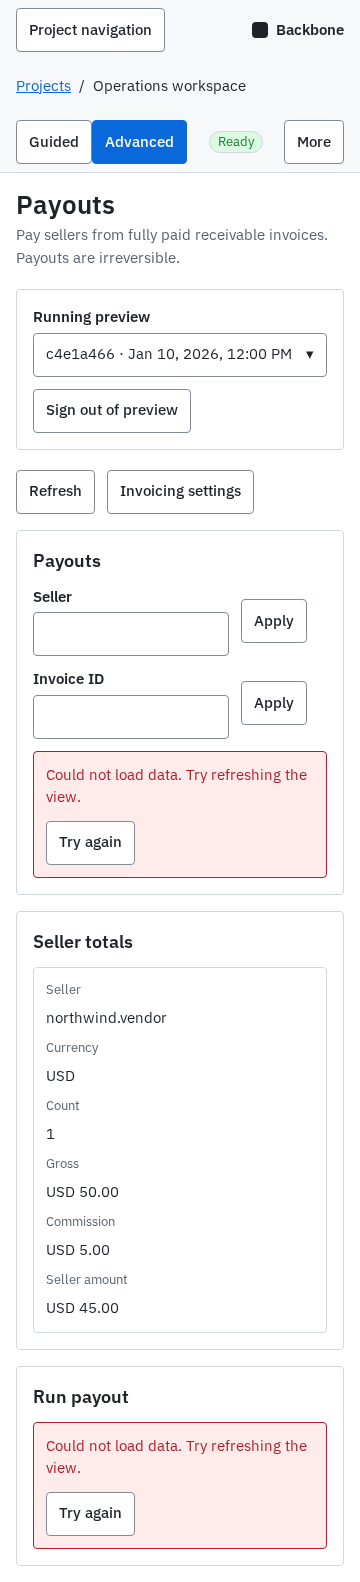 Project navigation
Backbone
Projects / Operations workspace
Guided
Advanced
Ready
More
Payouts
Pay sellers from fully paid receivable invoices.
Payouts are irreversible.
Running preview
c4e1a466 · Jan 10, 2026, 12:00 PM ▾
Sign out of preview
Refresh
Invoicing settings
Payouts
Seller
Apply
Invoice ID
Apply
Could not load data. Try refreshing the
view.
Try again
Seller totals
Seller
northwind.vendor
Currency
USD
Count
1
Gross
USD 50.00
Commission
USD 5.00
Seller amount
USD 45.00
Run payout
Could not load data. Try refreshing the
view.
Try again